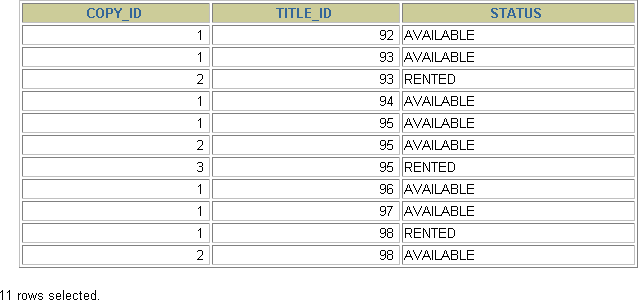 COPY_ID TITLE_ID STATUS
1 92 AVAILABLE
1 93 AVAILABLE
2 93 RENTED
1 94 AVAILABLE
1 95 AVAILABLE
2 95 AVAILABLE
3 95 RENTED
1 96 AVAILABLE
1 97 AVAILABLE
1 98 RENTED
2 98 AVAILABLE
11 rows selected.